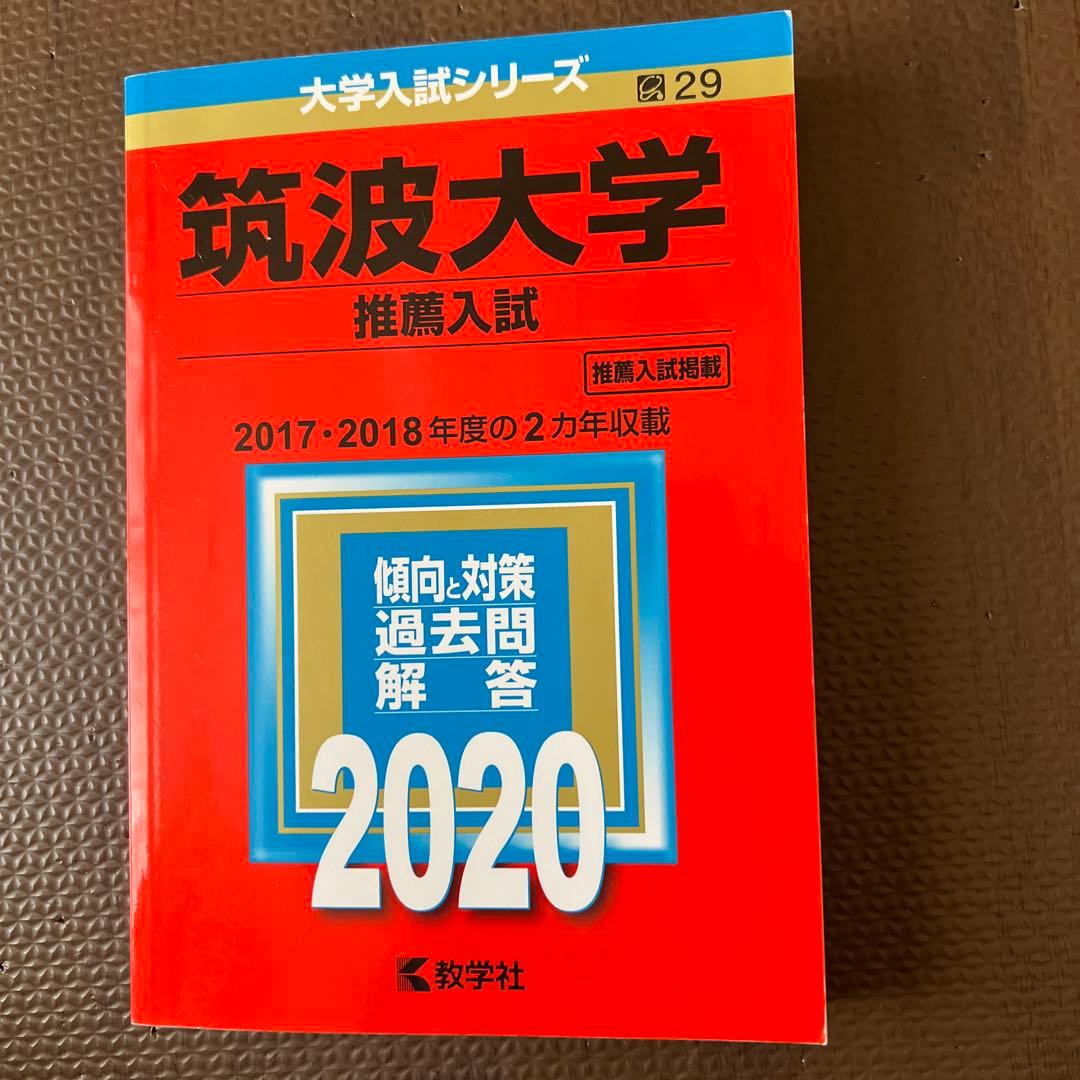 大学入試シリーズ 29
筑波大学
推薦入試
推薦入試掲載
2017・2018年度の2カ年収載
傾向と対策
過去問
解答
2020
教学社